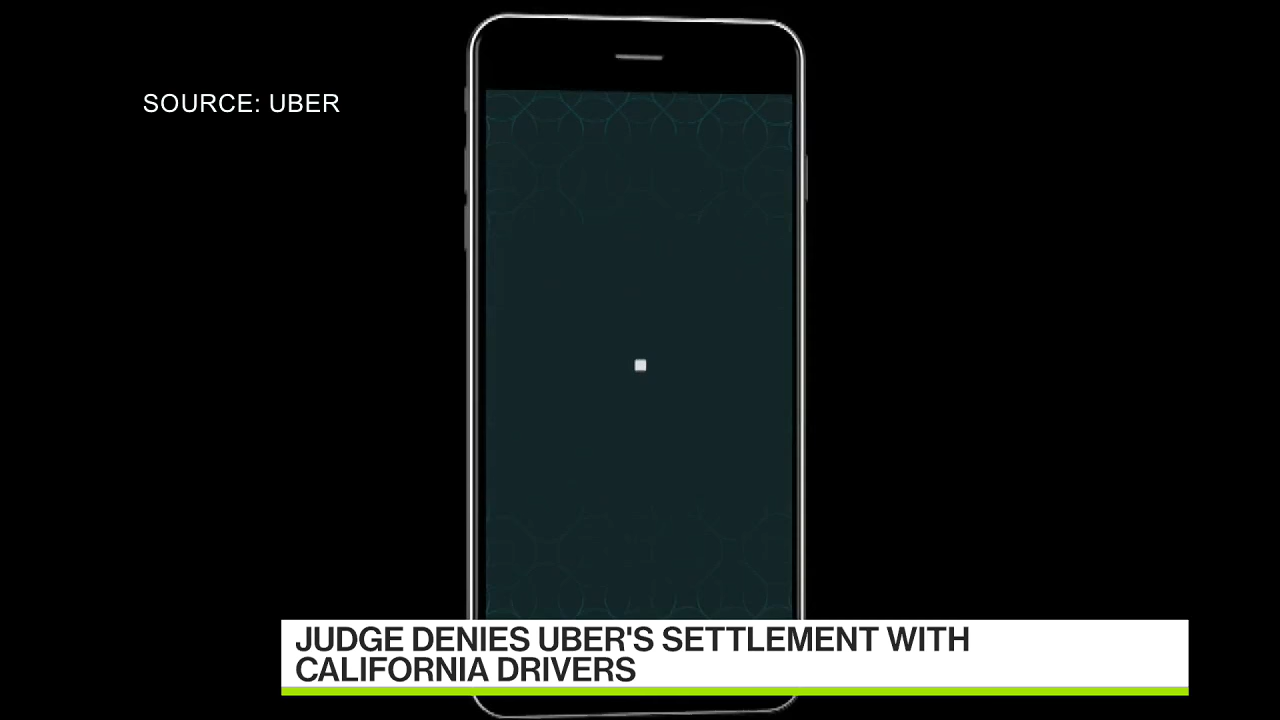 SOURCE: UBER
JUDGE DENIES UBER'S SETTLEMENT WITH
CALIFORNIA DRIVERS